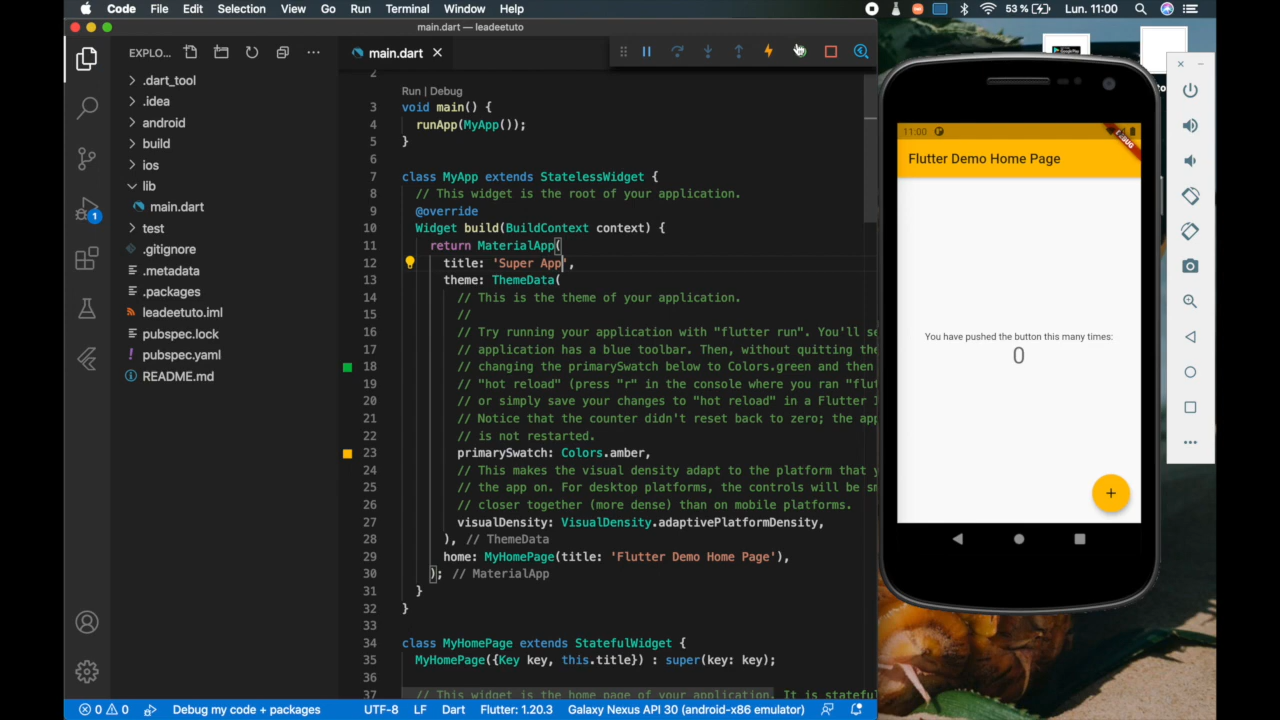 Code File Edit Selection View Go Run Terminal Window Help 53 % Lun. 11:00
main.dart — leadeetuto
EXPLO...
main.dart
.dart_tool
.idea
android
build
ios
lib
main.dart
test
.gitignore
.metadata
.packages
leadeetuto.iml
pubspec.lock
pubspec.yaml
README.md
1
2
Run | Debug
3 void main() {
4 runApp(MyApp());
5 }
6
7 class MyApp extends StatelessWidget {
8 // This widget is the root of your application.
9 @override
10 Widget build(BuildContext context) {
11 return MaterialApp(
12 title: 'Super App',
13 theme: ThemeData(
14 // This is the theme of your application.
15 //
16 // Try running your application with "flutter run". You'll se
17 // application has a blue toolbar. Then, without quitting the
18 // changing the primarySwatch below to Colors.green and then
19 // "hot reload" (press "r" in the console where you ran "flut
20 // or simply save your changes to "hot reload" in a Flutter I
21 // Notice that the counter didn't reset back to zero; the app
22 // is not restarted.
23 primarySwatch: Colors.amber,
24 // This makes the visual density adapt to the platform that y
25 // the app on. For desktop platforms, the controls will be sm
26 // closer together (more dense) than on mobile platforms.
27 visualDensity: VisualDensity.adaptivePlatformDensity,
28 ), // ThemeData
29 home: MyHomePage(title: 'Flutter Demo Home Page'),
30 ); // MaterialApp
31 }
32 }
33
34 class MyHomePage extends StatefulWidget {
35 MyHomePage({Key key, this.title}) : super(key: key);
36
37 // This widget is the home page of your application. It is stateful
0 0 Debug my code + packages UTF-8 LF Dart Flutter: 1.20.3 Galaxy Nexus API 30 (android-x86 emulator)
11:00
DEBUG
Flutter Demo Home Page
You have pushed the button this many times:
0
+